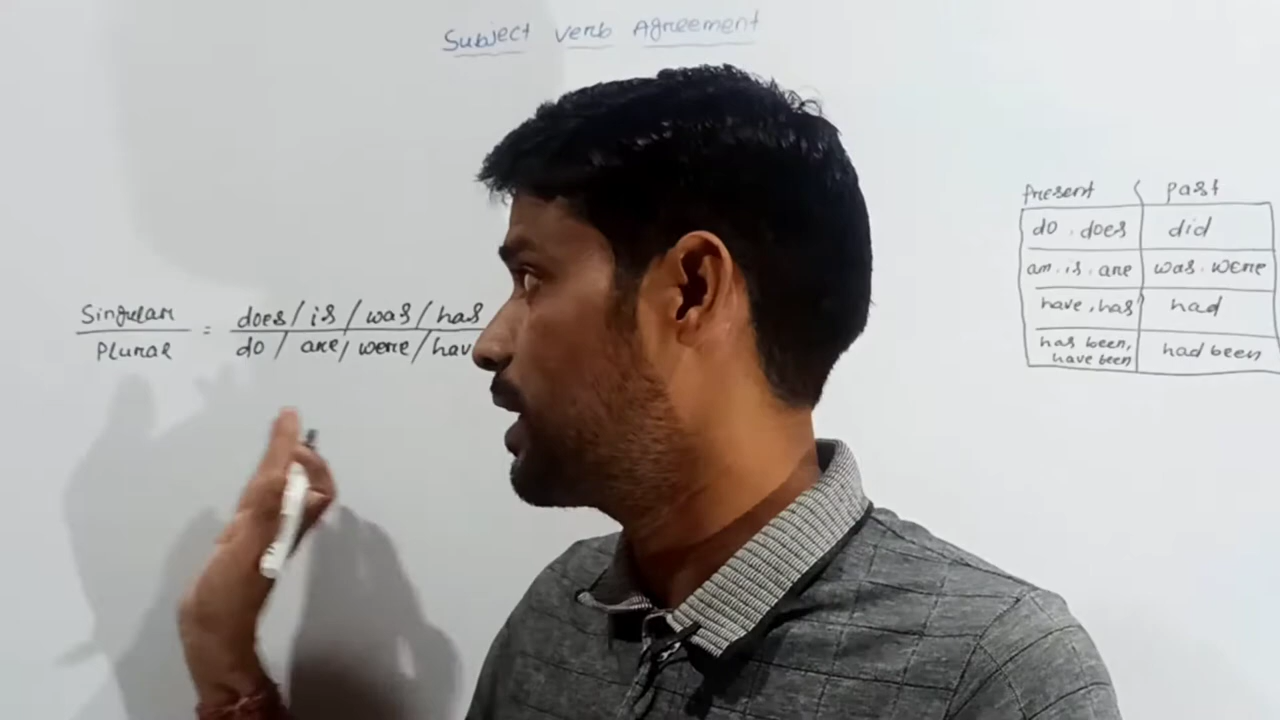 Subject Verb Agreement
Singular = does / is / was / has
Plural do / are / were / hav
Present Past
do, does did
am, is, are was, were
have, has had
has been, have been had been